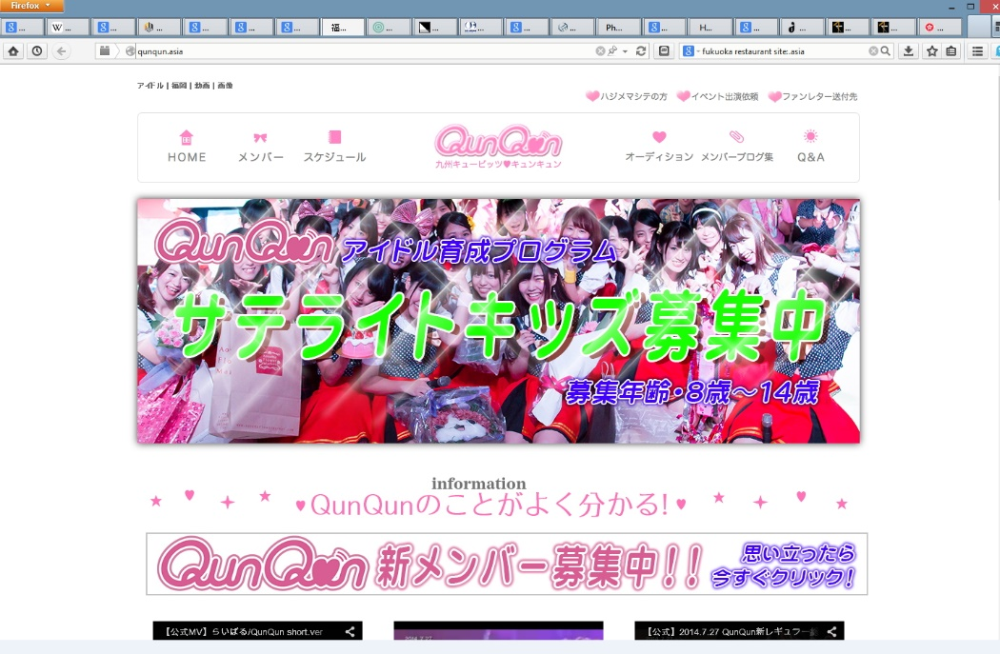 Firefox
g ...
W ...
g ...
g ...
g ...
g ...
福...
g ...
Ph...
g ...
H...
g ...
qunqun.asia
fukuoka restaurant site:.asia
アイドル | 福岡 | 動画 | 画像
ハジメマシテの方 イベント出演依頼 ファンレター送付先
HOME メンバー スケジュール QunQun オーディション メンバーブログ集 Q&A
九州キューピッツ♥キュンキュン
QunQun アイドル育成プログラム
サテライトキッズ募集中
募集年齢・8歳〜14歳
information
♥QunQunのことがよく分かる!♥
QunQun 新メンバー募集中!! 思い立ったら
今すぐクリック!
【公式MV】らいばる/QunQun short.ver
2014.7.27
【公式】2014.7.27 QunQun新レギュラー